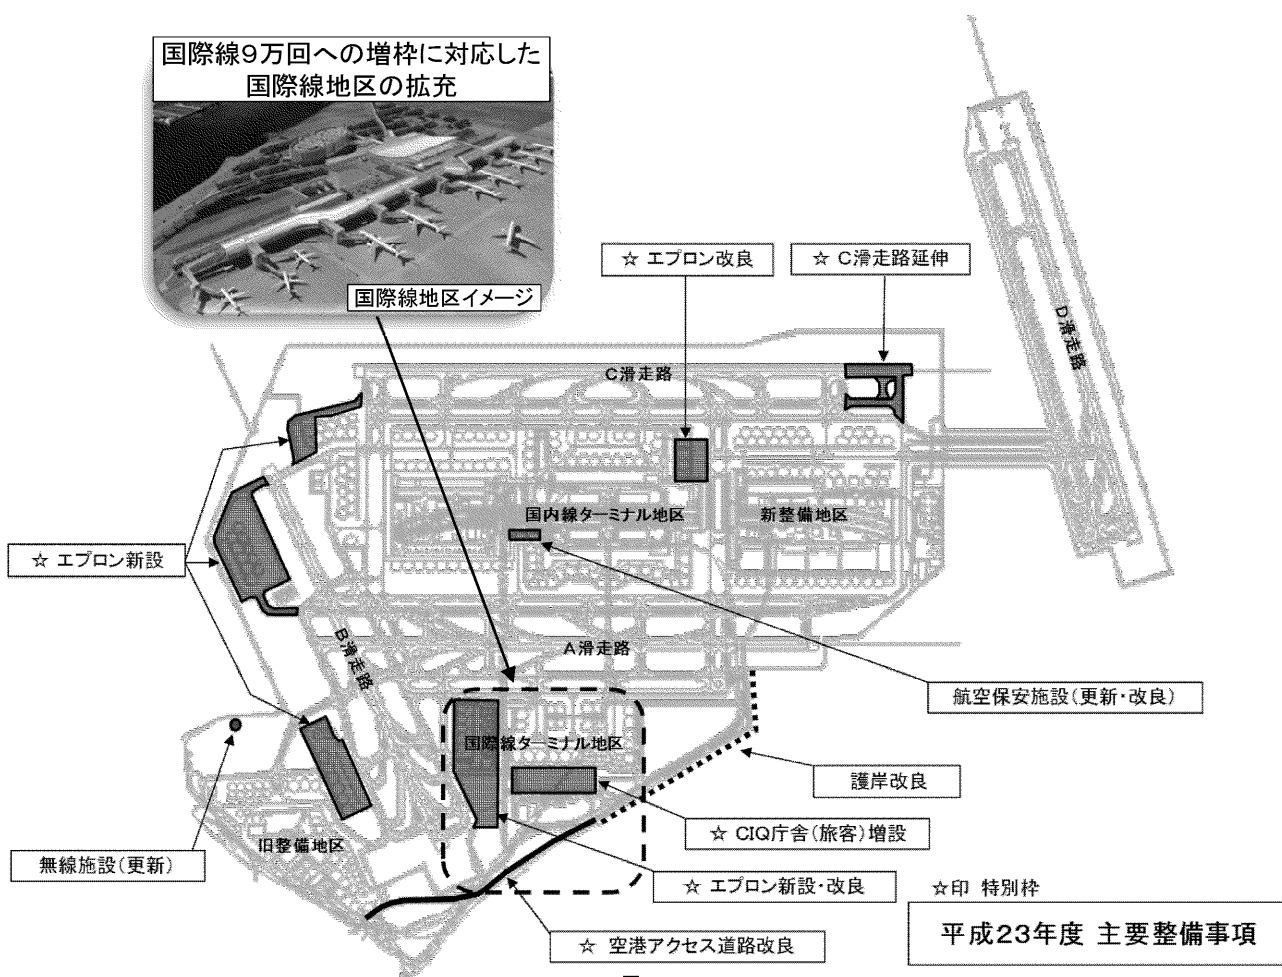 国際線9万回への増枠に対応した
国際線地区の拡充
国際線地区イメージ
☆ エプロン改良
☆ C滑走路延伸
D滑走路
C滑走路
国内線ターミナル地区
新整備地区
☆ エプロン新設
B滑走路
A滑走路
航空保安施設(更新・改良)
国際線ターミナル地区
護岸改良
☆ CIQ庁舎(旅客)増設
旧整備地区
無線施設(更新)
☆ エプロン新設・改良
☆印 特別枠
平成23年度 主要整備事項
☆ 空港アクセス道路改良